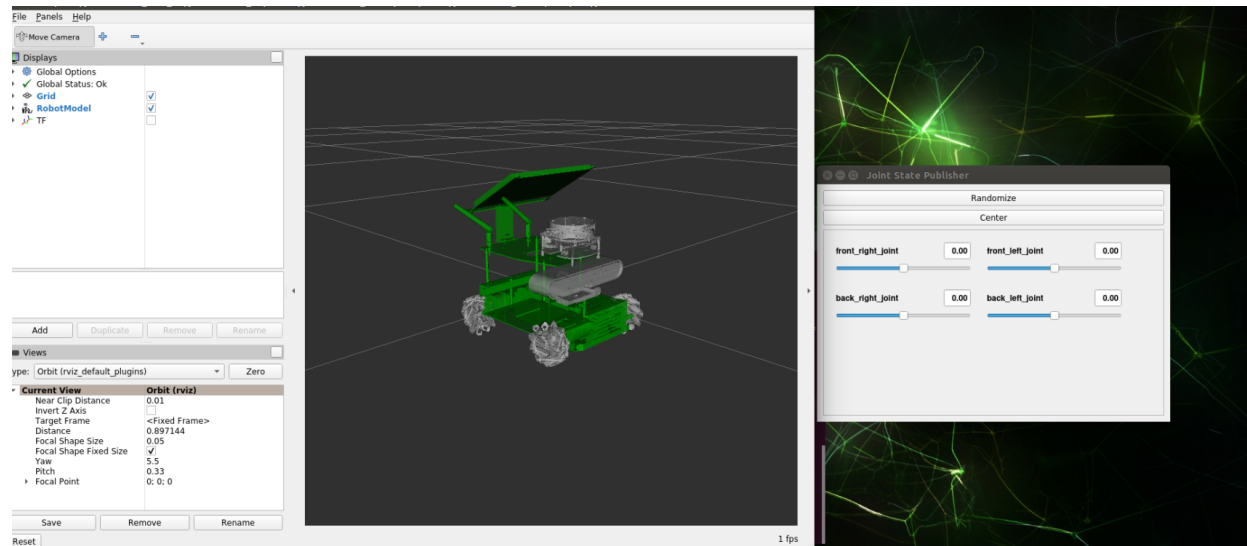 File Panels Help
Move Camera
Displays
Global Options
Global Status: Ok
Grid
RobotModel
TF
Add Duplicate Remove Rename
Views
ype: Orbit (rviz_default_plugins) Zero
Current View Orbit (rviz)
Near Clip Distance 0.01
Invert Z Axis
Target Frame <Fixed Frame>
Distance 0.897144
Focal Shape Size 0.05
Focal Shape Fixed Size
Yaw 5.5
Pitch 0.33
Focal Point 0; 0; 0
Save Remove Rename
Reset
1 fps
Joint State Publisher
Randomize
Center
front_right_joint 0.00 front_left_joint 0.00
back_right_joint 0.00 back_left_joint 0.00